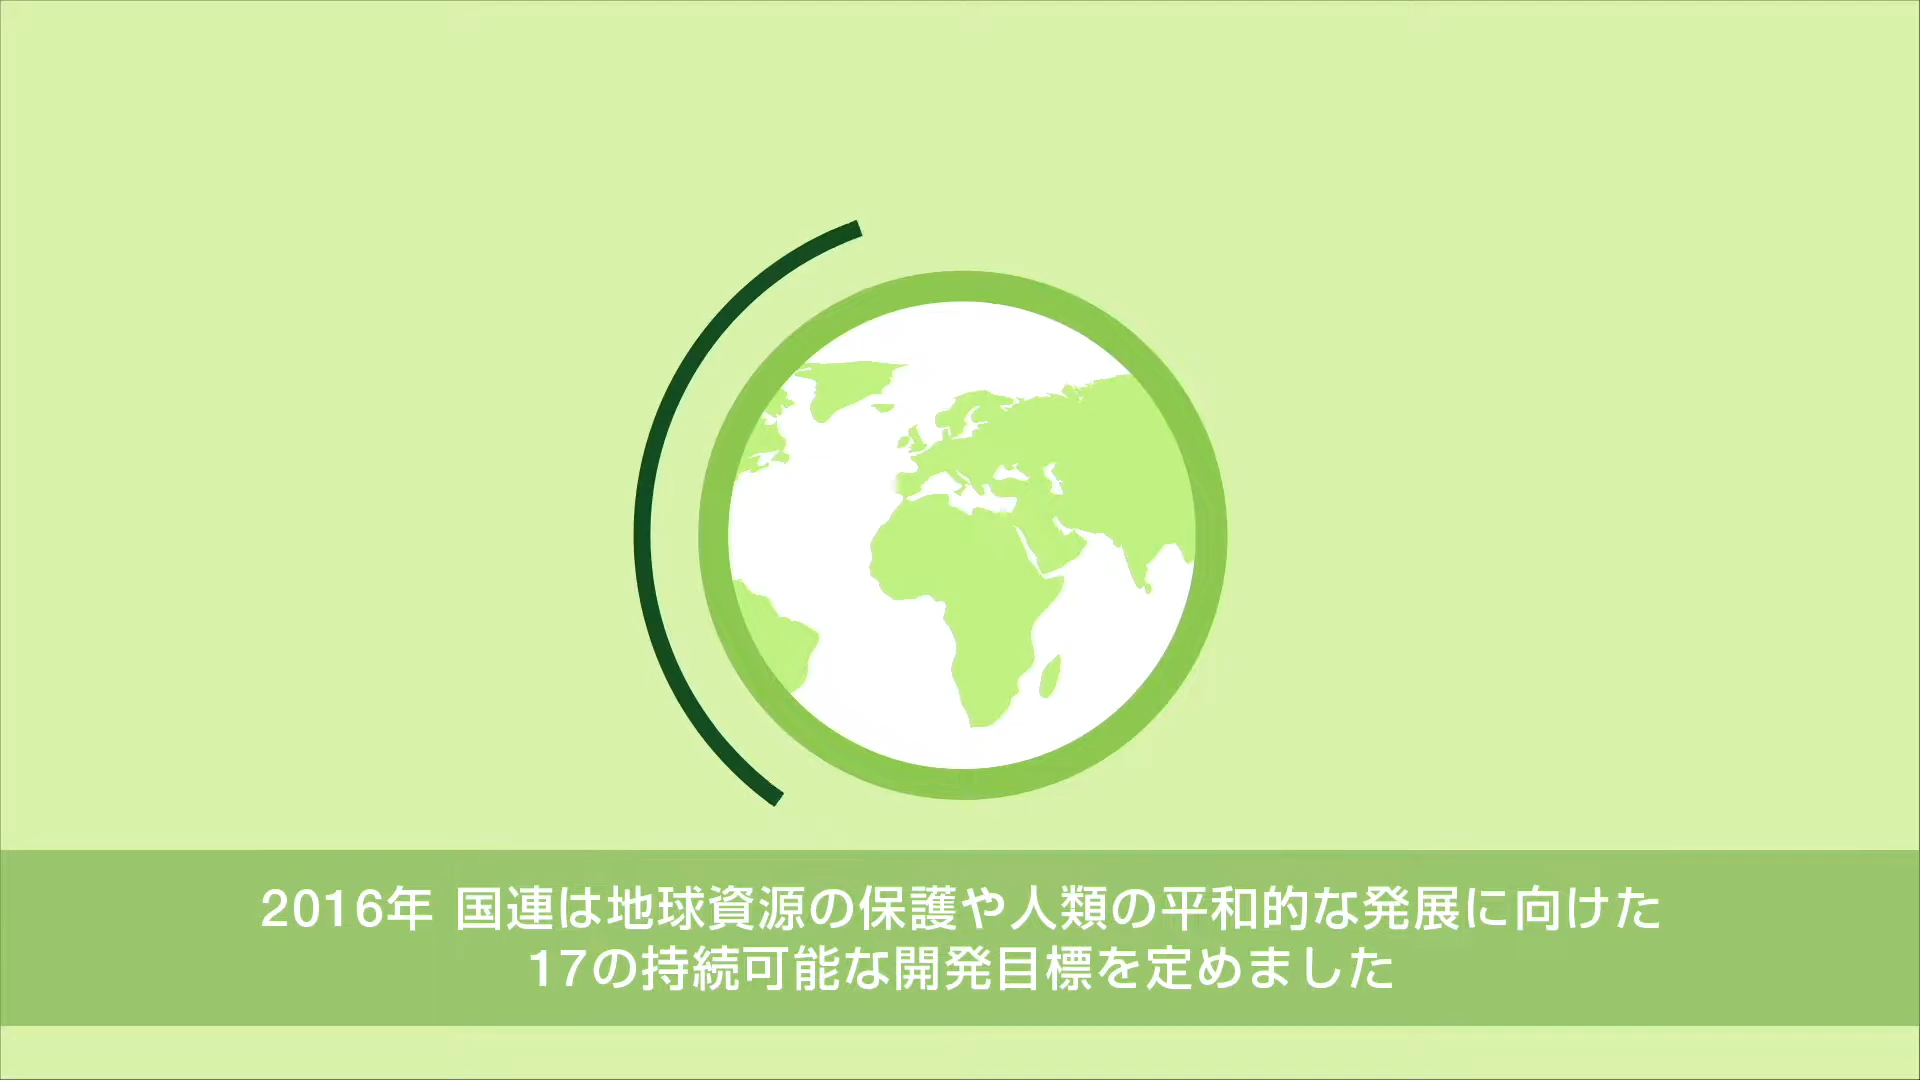 2016年 国連は地球資源の保護や人類の平和的な発展に向けた
17の持続可能な開発目標を定めました